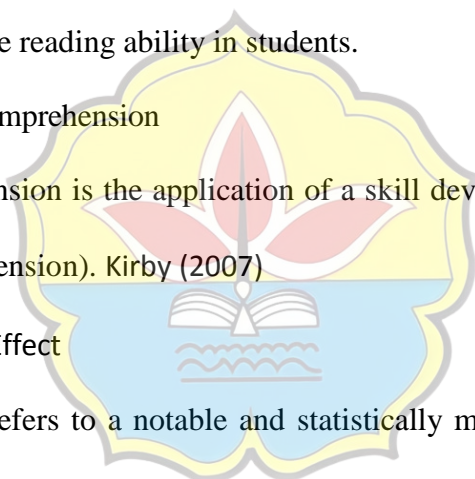 e reading ability in students.
mprehension
nsion is the application of a skill dev
ension). Kirby (2007)
ffect
efers to a notable and statistically m